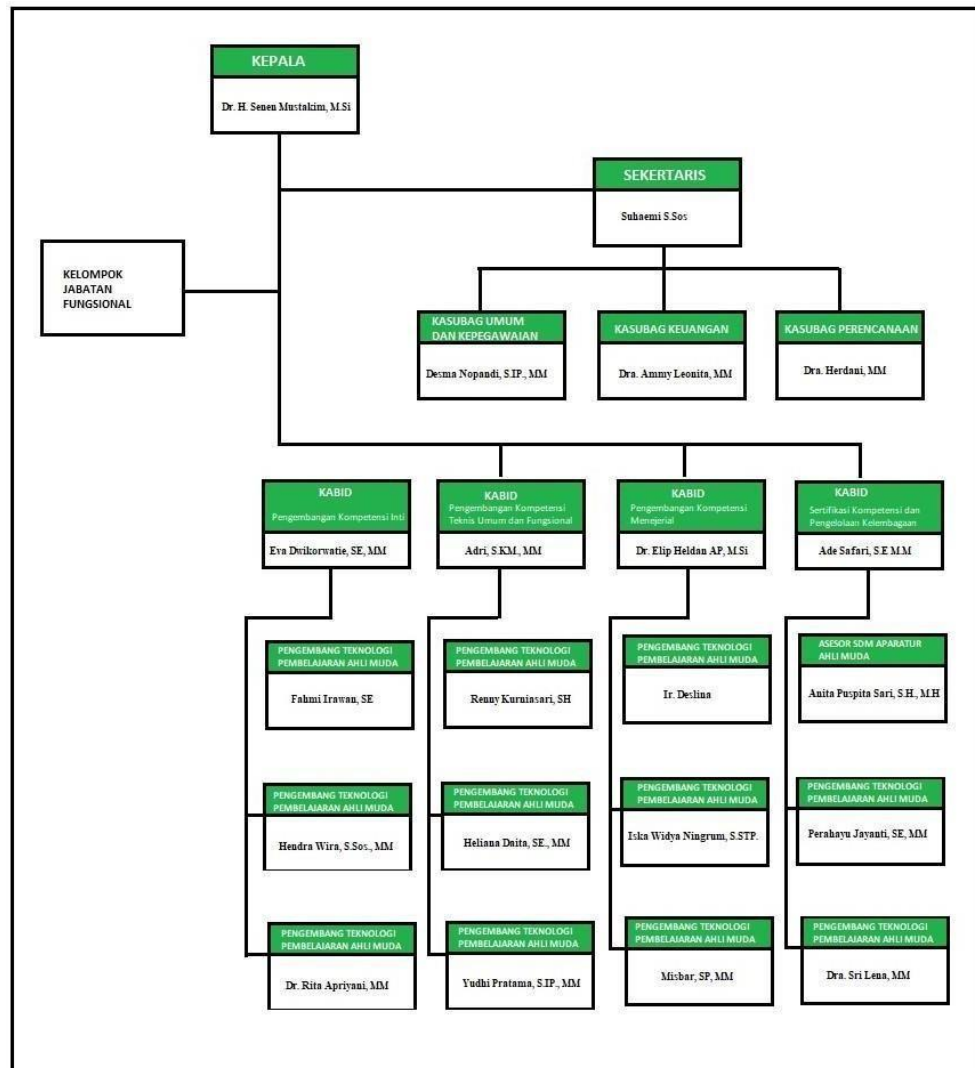 KEPALA
Dr. H. Senen Mustakim, M.Si
SEKERTARIS
Suhaemi S.Sos
KELOMPOK
JABATAN
FUNGSIONAL
KASUBAG UMUM
DAN KEPEGAWAIAN
Desma Nopandi, S.IP., MM
KASUBAG KEUANGAN
Dra. Ammy Leonita, MM
KASUBAG PERENCANAAN
Dra. Herdani, MM
KABID
Pengembangan Kompetensi Inti
Eva Dwikorwatie, SE, MM
KABID
Pengembangan Kompetensi
Teknis Umum dan Fungsional
Adri, S.KM., MM
KABID
Pengembangan Kompetensi
Menejerial
Dr. Elip Heldan AP, M.Si
KABID
Sertifikasi Kompetensi dan
Pengelolaan Kelembagaan
Ade Safari, S.E M.M
PENGEMBANG TEKNOLOGI
PEMBELAJARAN AHLI MUDA
Fahmi Irawan, SE
PENGEMBANG TEKNOLOGI
PEMBELAJARAN AHLI MUDA
Renny Kurniasari, SH
PENGEMBANG TEKNOLOGI
PEMBELAJARAN AHLI MUDA
Ir. Deslina
ASESOR SDM APARATUR
AHLI MUDA
Anita Puspita Sari, S.H., M.H
PENGEMBANG TEKNOLOGI
PEMBELAJARAN AHLI MUDA
Hendra Wira, S.Sos., MM
PENGEMBANG TEKNOLOGI
PEMBELAJARAN AHLI MUDA
Heliana Daita, SE., MM
PENGEMBANG TEKNOLOGI
PEMBELAJARAN AHLI MUDA
Iska Widya Ningrum, S.STP.
PENGEMBANG TEKNOLOGI
PEMBELAJARAN AHLI MUDA
Perahayu Jayanti, SE, MM
PENGEMBANG TEKNOLOGI
PEMBELAJARAN AHLI MUDA
Dr. Rita Apriyani, MM
PENGEMBANG TEKNOLOGI
PEMBELAJARAN AHLI MUDA
Yudhi Pratama, S.IP., MM
PENGEMBANG TEKNOLOGI
PEMBELAJARAN AHLI MUDA
Misbar, SP, MM
PENGEMBANG TEKNOLOGI
PEMBELAJARAN AHLI MUDA
Dra. Sri Lena, MM